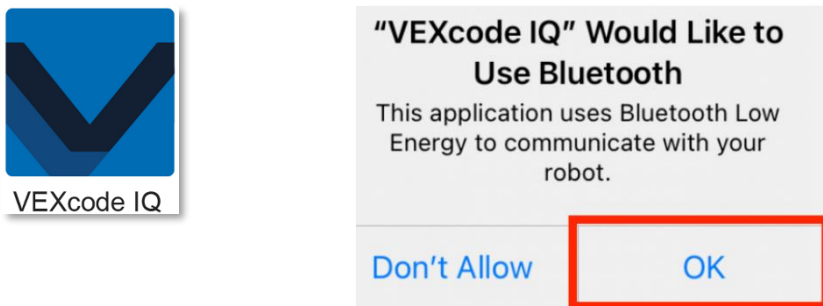 VEXcode IQ
“VEXcode IQ” Would Like to
Use Bluetooth
This application uses Bluetooth Low
Energy to communicate with your
robot.
Don’t Allow
OK